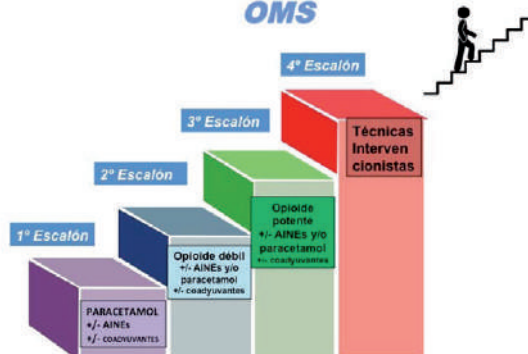 OMS
4º Escalón
Técnicas
Interven
cionistas
3º Escalón
Opioide
potente
+/- AINEs y/o
paracetamol
+/- coadyuvantes
2º Escalón
Opioide débil
+/- AINEs y/o
paracetamol
+/- coadyuvantes
1º Escalón
PARACETAMOL
+/- AINEs
+/- COADYUVANTES